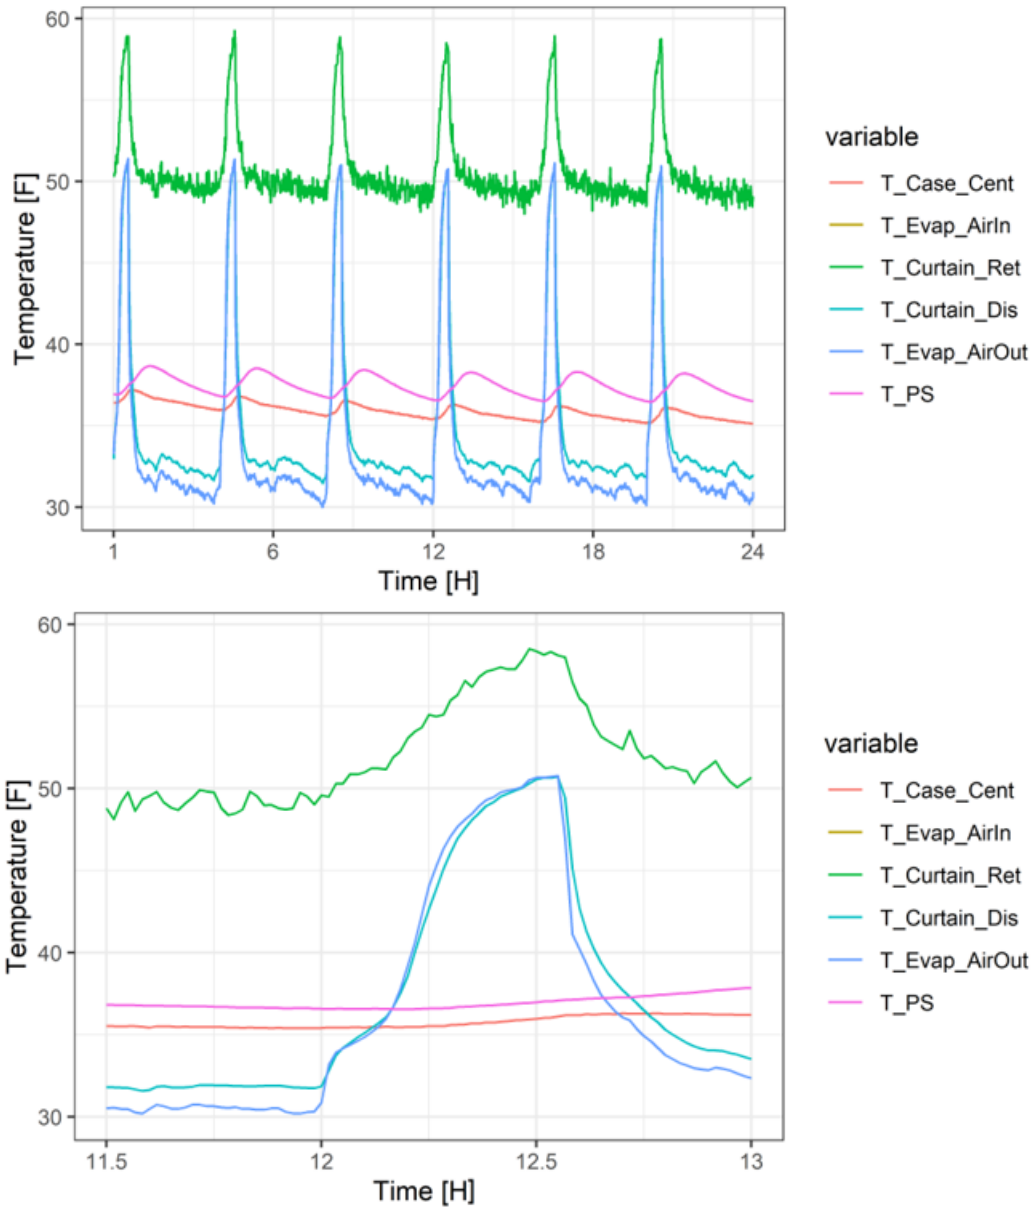 60
50
40
30
Temperature [F]
1 6 12 18 24
Time [H]
variable
T_Case_Cent
T_Evap_AirIn
T_Curtain_Ret
T_Curtain_Dis
T_Evap_AirOut
T_PS
60
50
40
30
Temperature [F]
11.5 12 12.5 13
Time [H]
variable
T_Case_Cent
T_Evap_AirIn
T_Curtain_Ret
T_Curtain_Dis
T_Evap_AirOut
T_PS